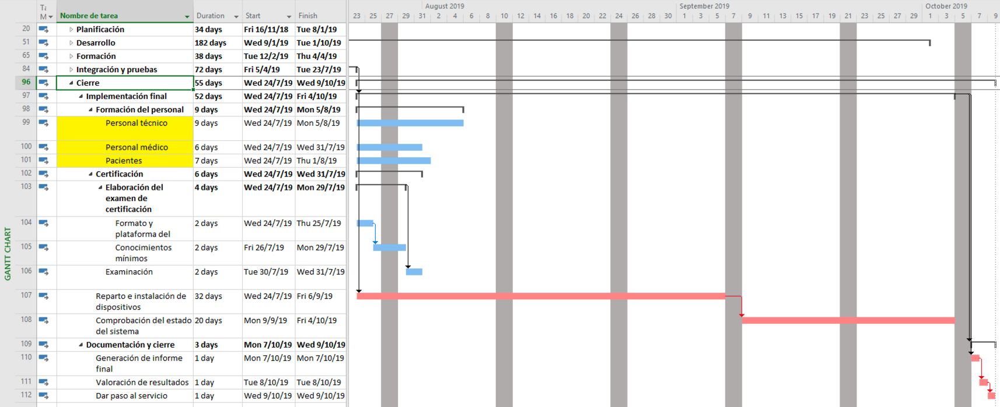 August 2019 September 2019 October 2019
M Nombre de tarea Duration Start Finish 23 25 27 29 31 2 4 6 8 10 12 14 16 18 20 22 24 26 28 30 1 3 5 7 9 11 13 15 17 19 21 23 25 27 29 1 3 5 7 9
20 Planificación 34 days Fri 16/11/18 Tue 8/1/19
51 Desarrollo 182 days Wed 9/1/19 Tue 1/10/19
65 Formación 38 days Tue 12/2/19 Thu 4/4/19
84 Integración y pruebas 72 days Fri 5/4/19 Tue 23/7/19
96 Cierre 55 days Wed 24/7/19 Wed 9/10/19
97 Implementación final 52 days Wed 24/7/19 Fri 4/10/19
98 Formación del personal 9 days Wed 24/7/19 Mon 5/8/19
99 Personal técnico 9 days Wed 24/7/19 Mon 5/8/19
100 Personal médico 6 days Wed 24/7/19 Wed 31/7/19
101 Pacientes 7 days Wed 24/7/19 Thu 1/8/19
102 Certificación 6 days Wed 24/7/19 Wed 31/7/19
103 Elaboración del 4 days Wed 24/7/19 Mon 29/7/19
examen de
certificación
104 Formato y 2 days Wed 24/7/19 Thu 25/7/19
plataforma del
105 Conocimientos 2 days Fri 26/7/19 Mon 29/7/19
mínimos
106 Examinación 2 days Tue 30/7/19 Wed 31/7/19
107 Reparto e instalación de 32 days Wed 24/7/19 Fri 6/9/19
dispositivos
108 Comprobación del estado 20 days Mon 9/9/19 Fri 4/10/19
del sistema
109 Documentación y cierre 3 days Mon 7/10/19 Wed 9/10/19
110 Generación de informe 1 day Mon 7/10/19 Mon 7/10/19
final
111 Valoración de resultados 1 day Tue 8/10/19 Tue 8/10/19
112 Dar paso al servicio 1 day Wed 9/10/19 Wed 9/10/19
GANTT CHART